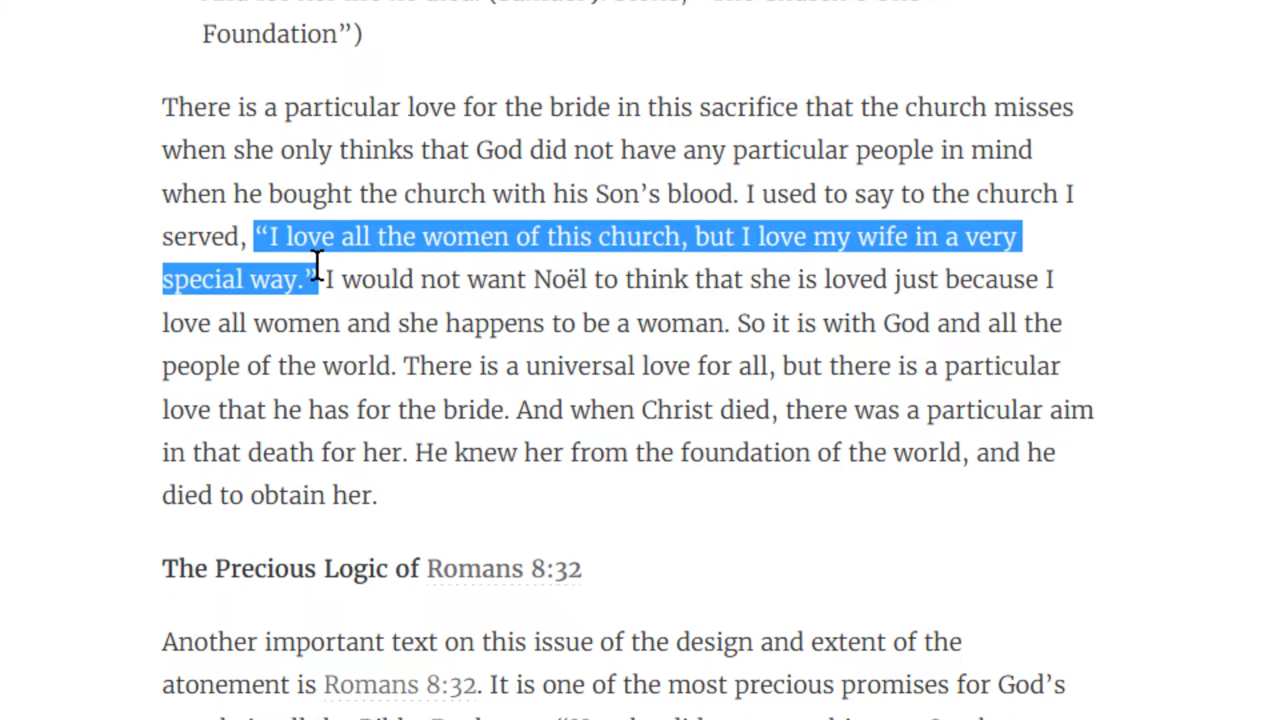 Foundation”)
There is a particular love for the bride in this sacrifice that the church misses
when she only thinks that God did not have any particular people in mind
when he bought the church with his Son’s blood. I used to say to the church I
served, “I love all the women of this church, but I love my wife in a very
special way.” I would not want Noël to think that she is loved just because I
love all women and she happens to be a woman. So it is with God and all the
people of the world. There is a universal love for all, but there is a particular
love that he has for the bride. And when Christ died, there was a particular aim
in that death for her. He knew her from the foundation of the world, and he
died to obtain her.
The Precious Logic of Romans 8:32
Another important text on this issue of the design and extent of the
atonement is Romans 8:32. It is one of the most precious promises for God’s